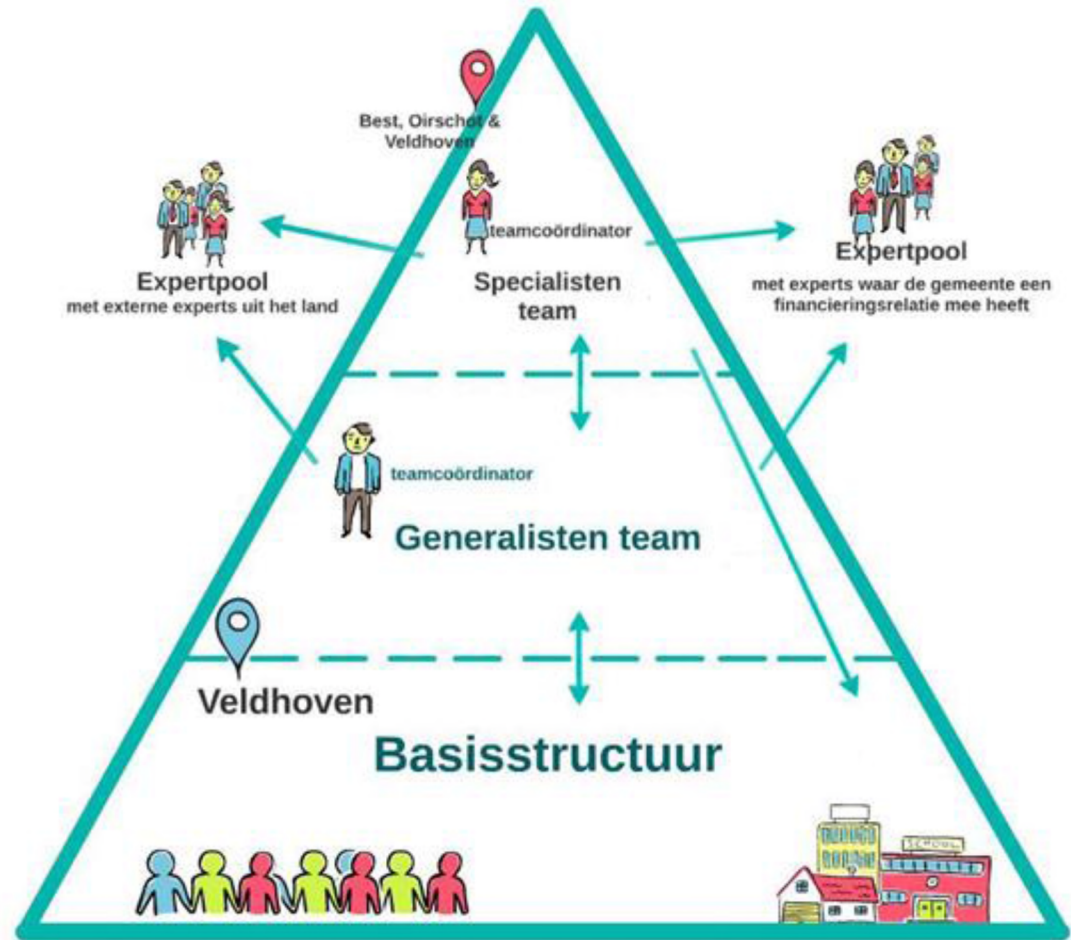 Best, Oirschot &
Veldhoven
teamcoördinator
Specialisten
team
Expertpool
met externe experts uit het land
Expertpool
met experts waar de gemeente een
financieringsrelatie mee heeft
teamcoördinator
Generalisten team
Veldhoven
Basisstructuur
SCHOOL